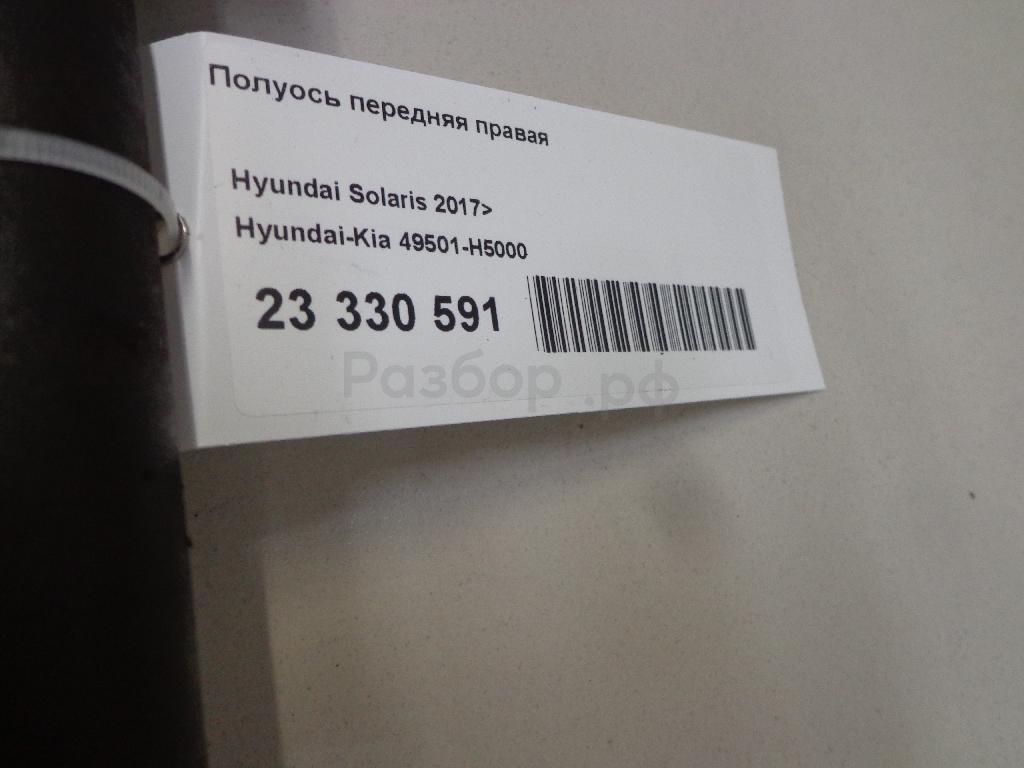 Полуось передняя правая
Hyundai Solaris 2017>
Hyundai-Kia 49501-H5000
23 330 591
Разбор.рф